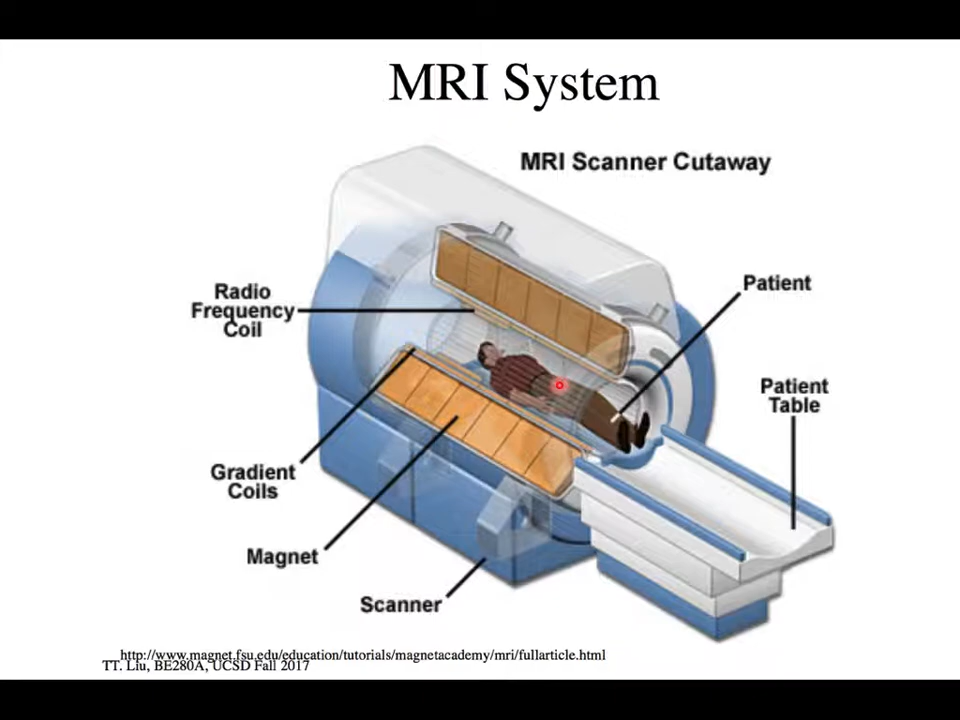 MRI System
MRI Scanner Cutaway
Radio
Frequency
Coil
Patient
Patient
Table
Gradient
Coils
Magnet
Scanner
http://www.magnet.fsu.edu/education/tutorials/magnetacademy/mri/fullarticle.html
TT. Liu, BE280A, UCSD Fall 2017